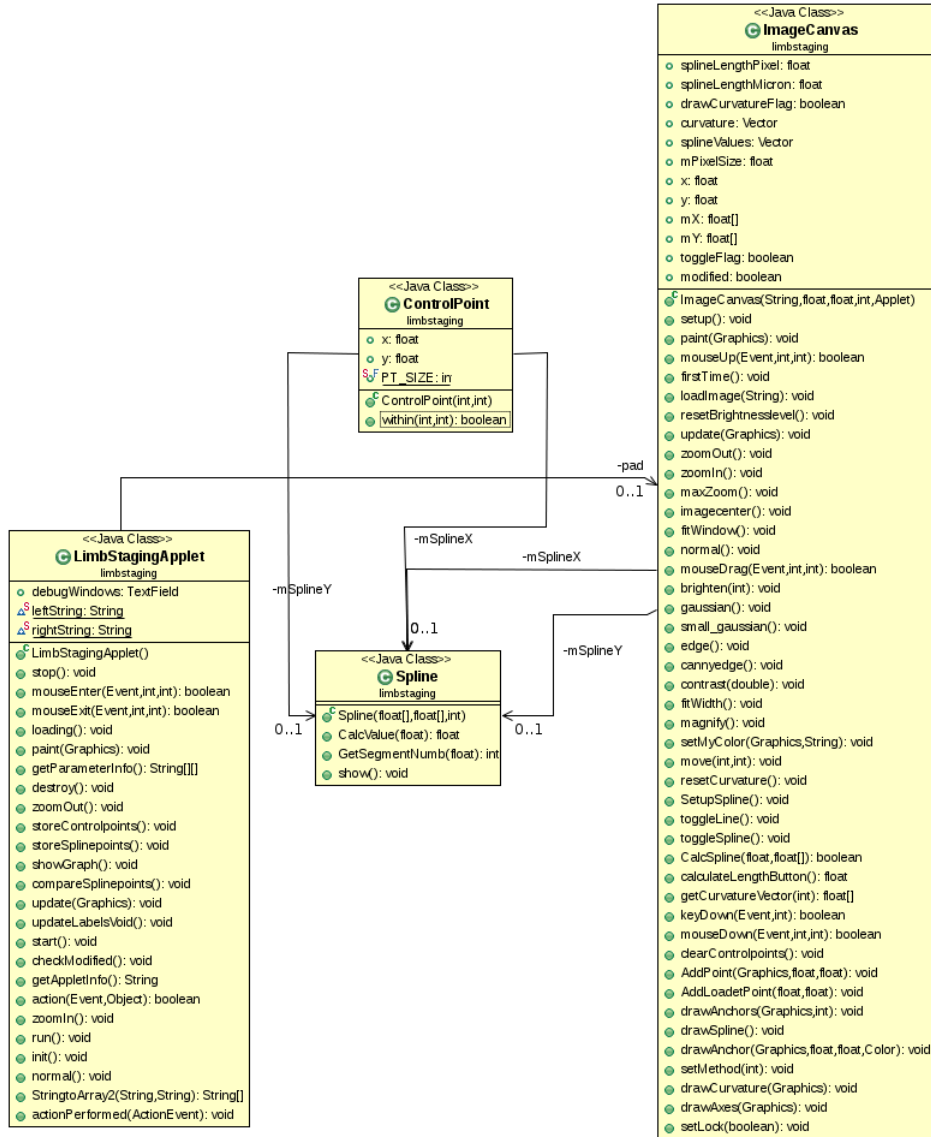 <<Java Class>>
ImageCanvas
limbstaging
splineLengthPixel: float
splineLengthMicron: float
drawCurvatureFlag: boolean
curvature: Vector
splineValues: Vector
mPixelSize: float
x: float
y: float
mX: float[]
mY: float[]
toggleFlag: boolean
modified: boolean
ImageCanvas(String,float,float,int,Applet)
setup(): void
paint(Graphics): void
mouseUp(Event,int,int): boolean
firstTime(): void
loadImage(String): void
resetBrightnesslevel(): void
update(Graphics): void
zoomOut(): void
zoomIn(): void
maxZoom(): void
imagecenter(): void
fitWindow(): void
normal(): void
mouseDrag(Event,int,int): boolean
brighten(int): void
gaussian(): void
small_gaussian(): void
edge(): void
cannyedge(): void
contrast(double): void
fitWidth(): void
magnify(): void
setMyColor(Graphics,String): void
move(int,int): void
resetCurvature(): void
SetupSpline(): void
toggleLine(): void
toggleSpline(): void
CalcSpline(float,float[]): boolean
calculateLengthButton(): float
getCurvatureVector(int): float[]
keyDown(Event,int): boolean
mouseDown(Event,int,int): boolean
clearControlpoints(): void
AddPoint(Graphics,float,float): void
AddLoadetPoint(float,float): void
drawAnchors(Graphics,int): void
drawSpline(): void
drawAnchor(Graphics,float,float,Color): void
setMethod(int): void
drawCurvature(Graphics): void
drawAxes(Graphics): void
setLock(boolean): void
<<Java Class>>
ControlPoint
limbstaging
x: float
y: float
PT_SIZE: int
ControlPoint(int,int)
within(int,int): boolean
-pad
0..1
-mSplineX
-mSplineX
-mSplineY
-mSplineY
0..1
0..1
0..1
<<Java Class>>
LimbStagingApplet
limbstaging
debugWindows: TextField
leftString: String
rightString: String
LimbStagingApplet()
stop(): void
mouseEnter(Event,int,int): boolean
mouseExit(Event,int,int): boolean
loading(): void
paint(Graphics): void
getParameterInfo(): String[][]
destroy(): void
zoomOut(): void
storeControlpoints(): void
storeSplinepoints(): void
showGraph(): void
compareSplinepoints(): void
update(Graphics): void
updateLabelsVoid(): void
start(): void
checkModified(): void
getAppletInfo(): String
action(Event,Object): boolean
zoomIn(): void
run(): void
init(): void
normal(): void
StringtoArray2(String,String): String[]
actionPerformed(ActionEvent): void
<<Java Class>>
Spline
limbstaging
Spline(float[],float[],int)
CalcValue(float): float
GetSegmentNumb(float): int
show(): void